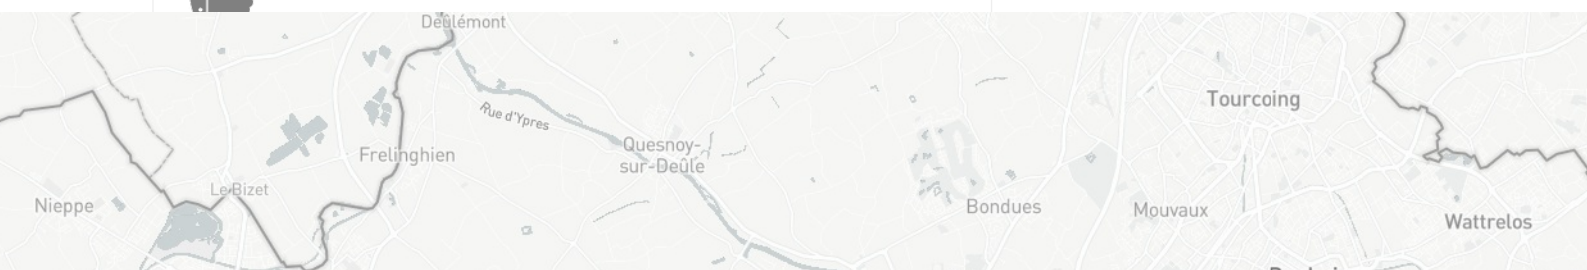 Deûlémont
Rue d'Ypres
Tourcoing
Quesnoy-
sur-Deûle
Frelinghien
Le Bizet
Nieppe
Bondues
Mouvaux
Wattrelos